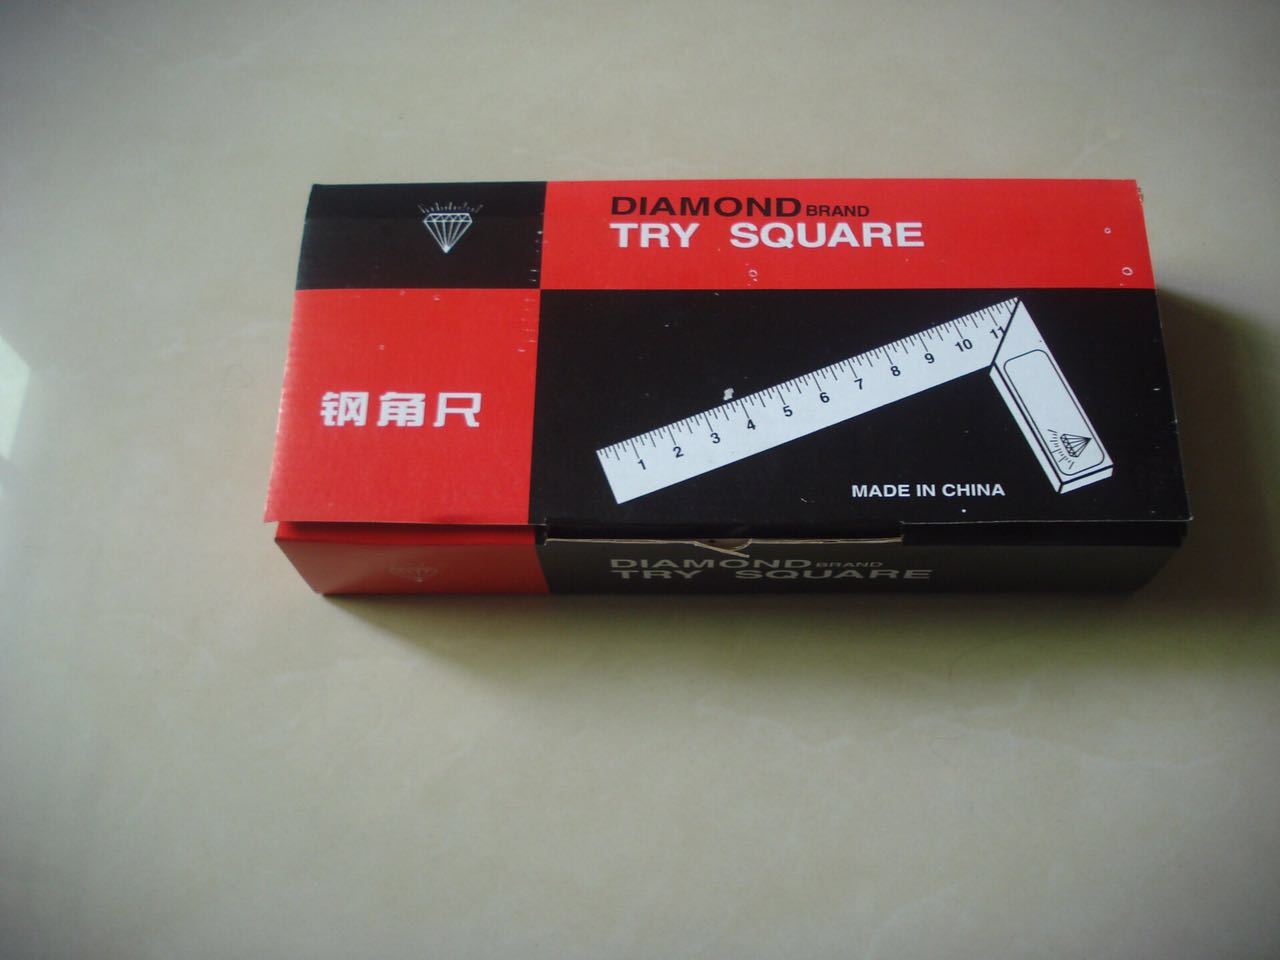 DIAMOND BRAND
TRY SQUARE
钢角尺
1 2 3 4 5 6 7 8 9 10 11
MADE IN CHINA
DIAMOND BRAND
TRY SQUARE